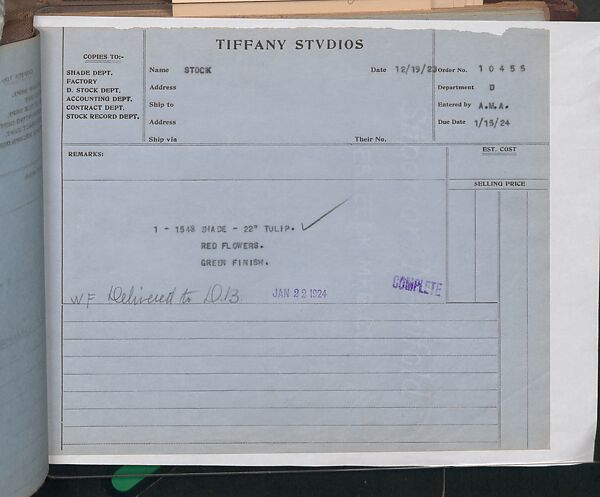 TIFFANY STVDIOS
COPIES TO:-
SHADE DEPT.
FACTORY
D. STOCK DEPT.
ACCOUNTING DEPT.
CONTRACT DEPT.
STOCK RECORD DEPT.
Name STOCK Date 12/19/23 Order No. 10455
Address Department D
Ship to Entered by A.M.A.
Address Due Date 1/15/24
Ship via Their No.
REMARKS: EST. COST
SELLING PRICE
1 - 1548 SHADE - 22" TULIP.
RED FLOWERS.
GREEN FINISH.
WF Delivered to D.B. JAN 22 1924 COMPLETE